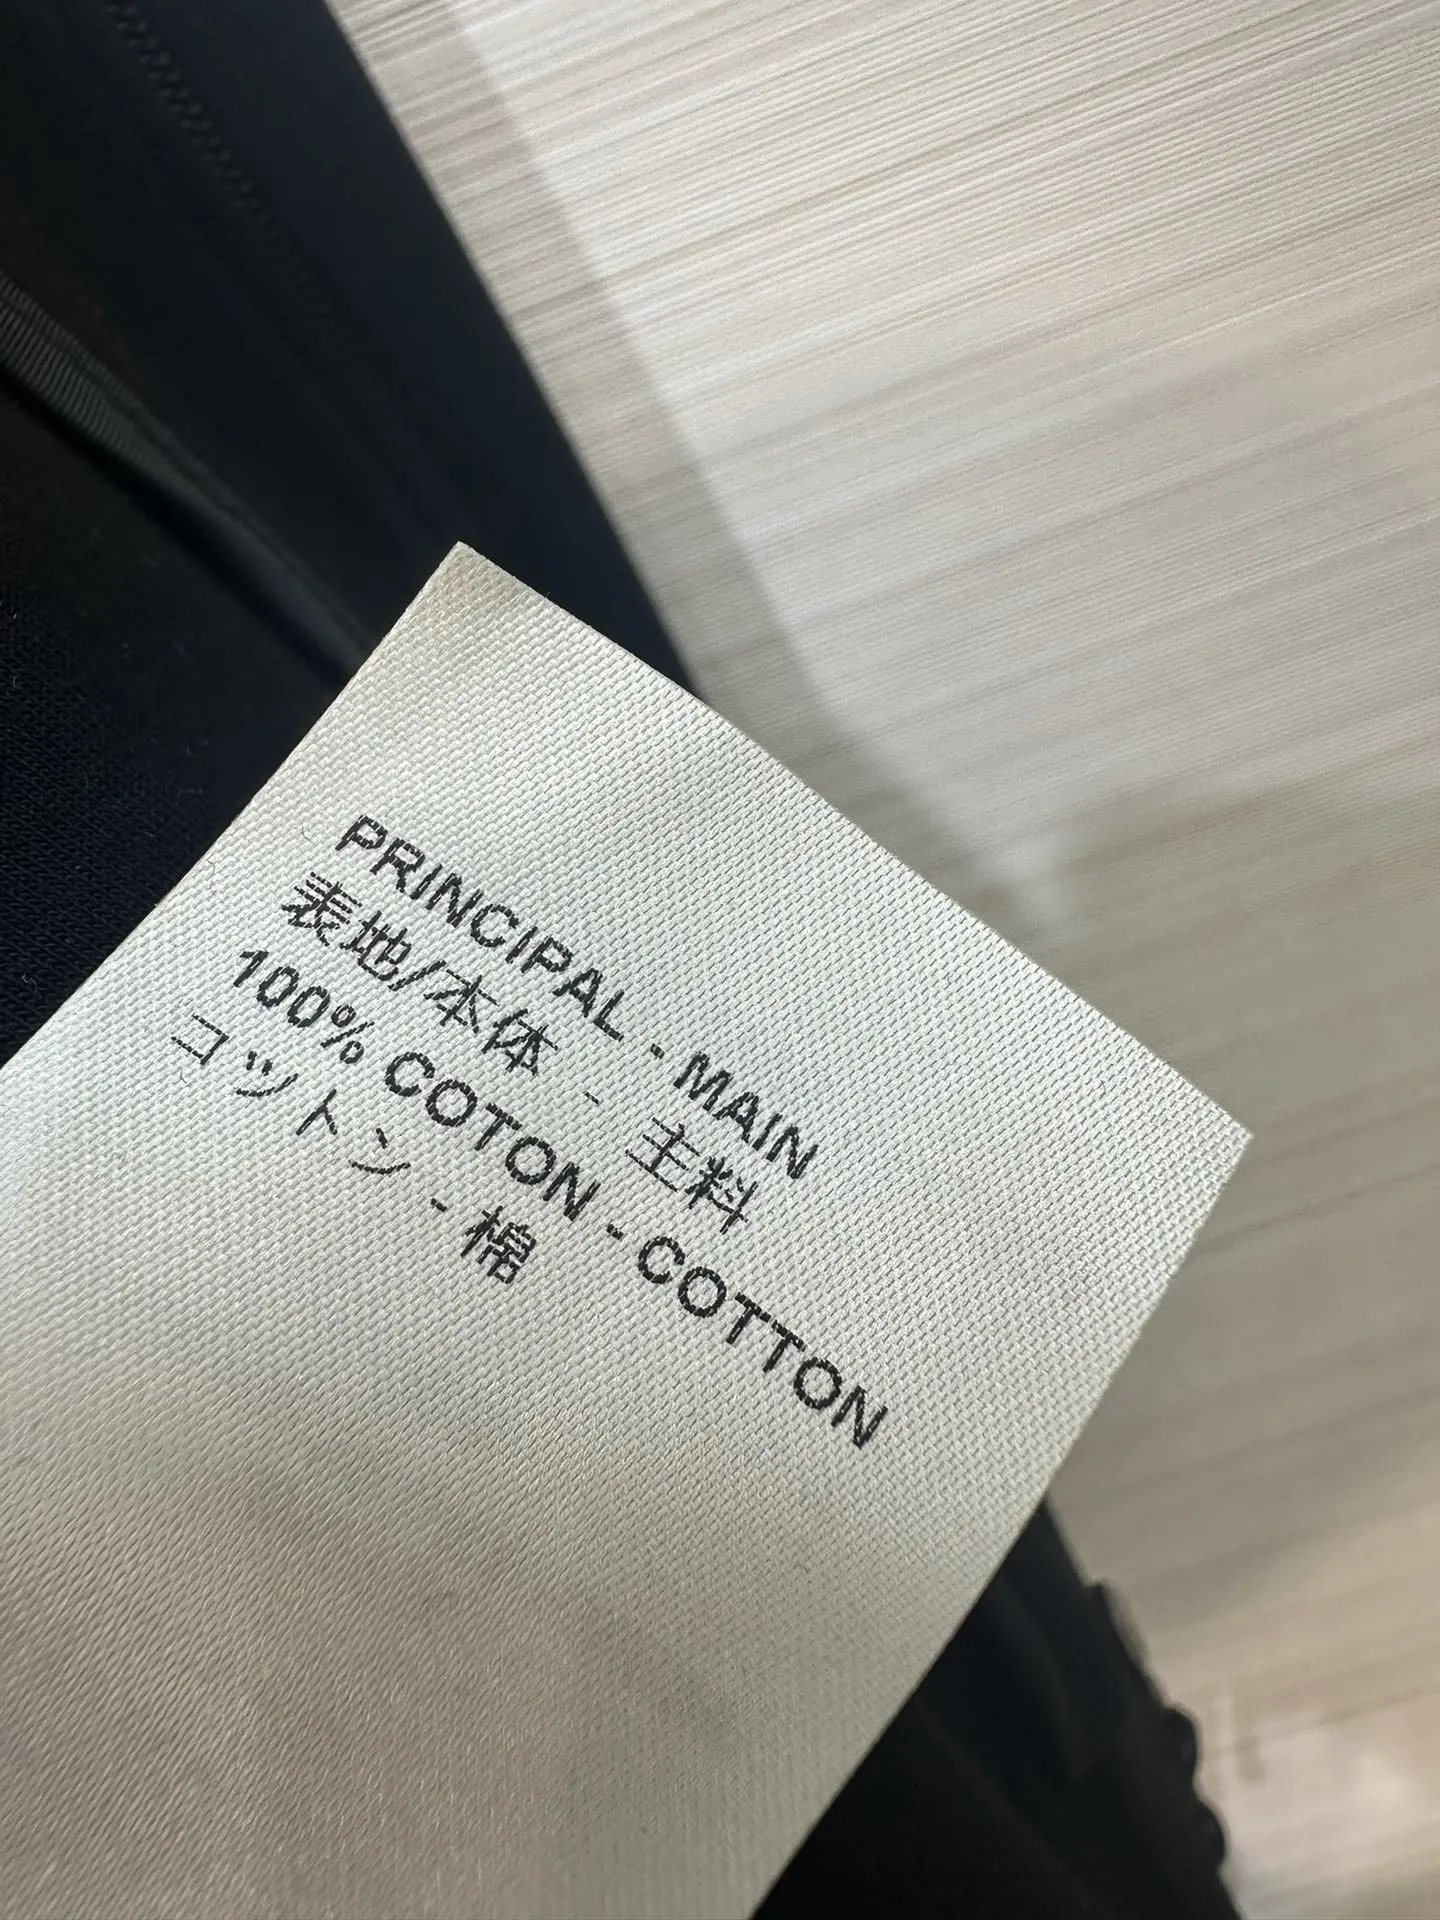 PRINCIPAL - MAIN
表地/本体 - 主料
100% COTON - COTTON
コットン - 棉